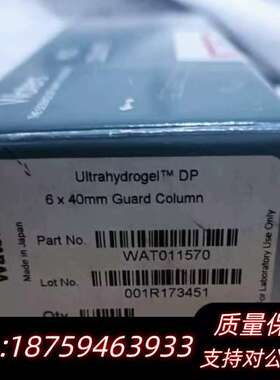 Ultrahydrogel™ DP
6 x 40mm Guard Column
Part No.
WAT011570
Lot No.
001R173451
Qty
Made in Japan
r Laboratory Use Only
质量保
:18759463933
支持对公